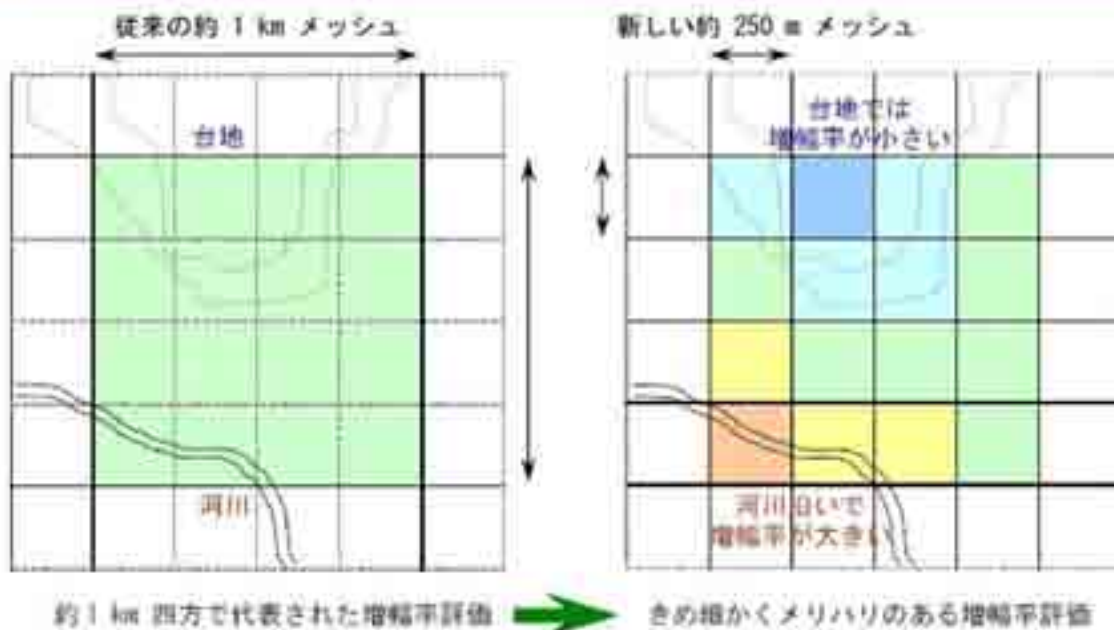 従来の約 1 km メッシュ
新しい約 250 m メッシュ
台地
台地では
増幅率が小さい
河川
河川沿いで
増幅率が大きい
約 1 km 四方で代表された増幅率評価
きめ細かくメリハリのある増幅率評価